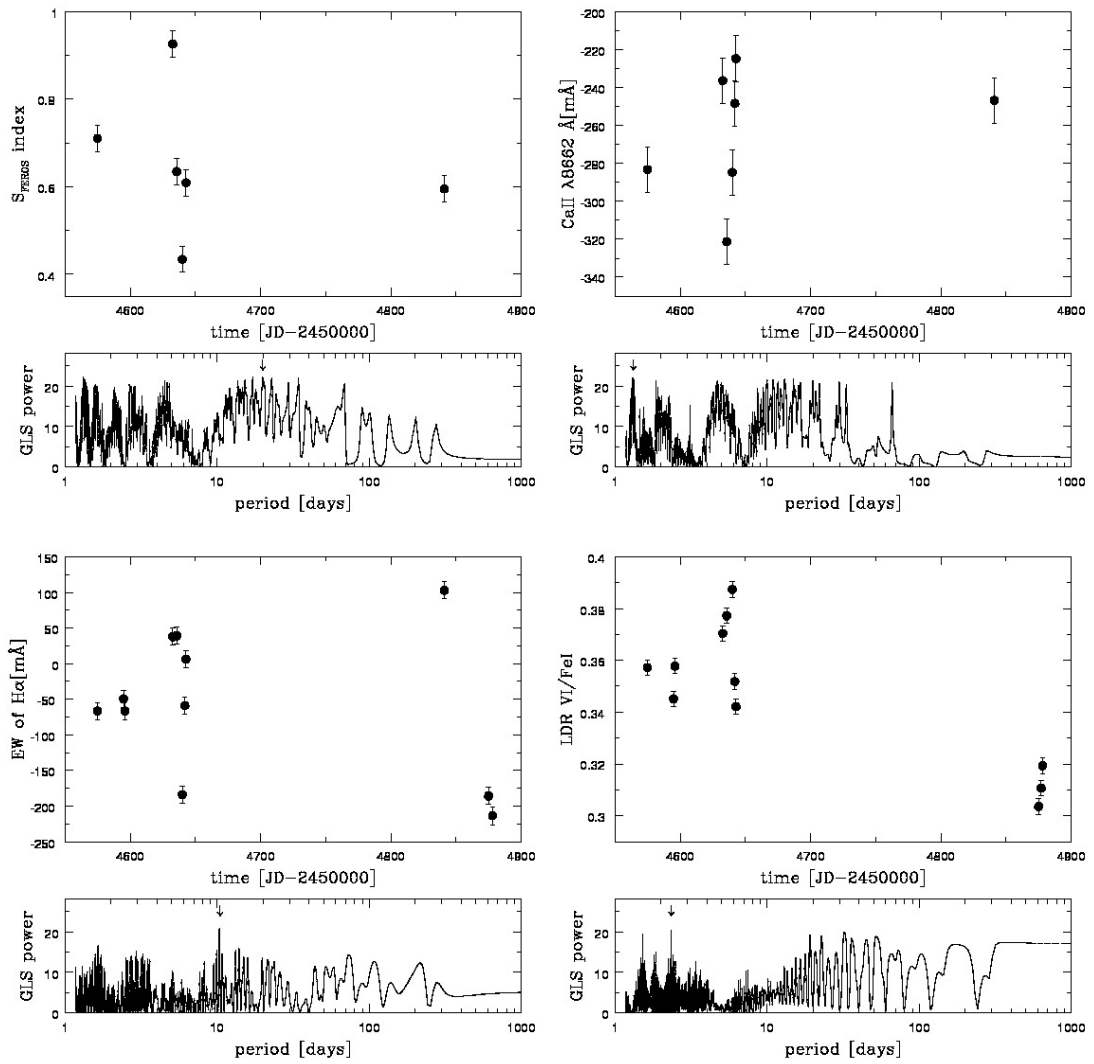 1
0.8
0.6
0.4
S_FEROS index
4600 4700 4800 4900
time [JD-2450000]
20
10
0
GLS power
1 10 100 1000
period [days]
-200
-220
-240
-260
-280
-300
-320
-340
CaII λ8662 Å[mÅ]
4600 4700 4800 4900
time [JD-2450000]
20
10
0
GLS power
1 10 100 1000
period [days]
150
100
50
0
-50
-100
-150
-200
-250
EW of Hα[mÅ]
4600 4700 4800 4900
time [JD-2450000]
20
10
0
GLS power
1 10 100 1000
period [days]
0.4
0.38
0.36
0.34
0.32
0.3
LDR VI/FeI
4600 4700 4800 4900
time [JD-2450000]
20
10
0
GLS power
1 10 100 1000
period [days]